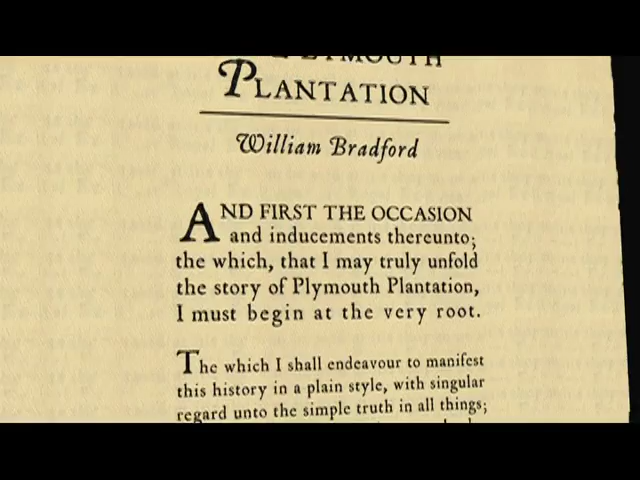 PLYMOUTH
PLANTATION
William Bradford
AND FIRST THE OCCASION
and inducements thereunto;
the which, that I may truly unfold
the story of Plymouth Plantation,
I must begin at the very root.
The which I shall endeavour to manifest
this history in a plain style, with singular
regard unto the simple truth in all things;